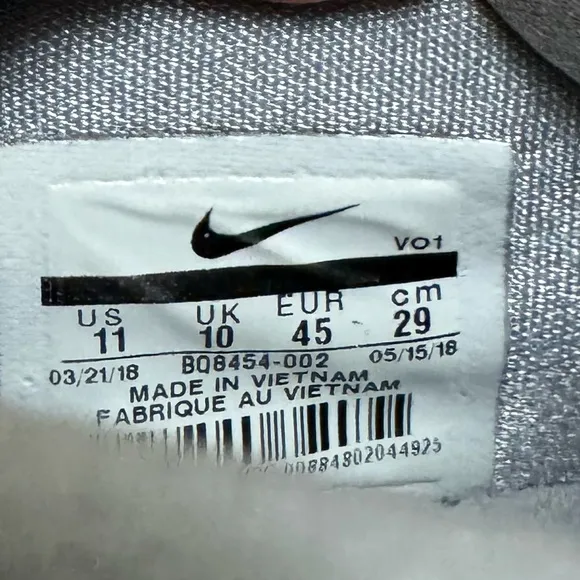 VO1
US UK EUR cm
11 10 45 29
03/21/18 BQ8454-002 05/15/18
MADE IN VIETNAM
FABRIQUE AU VIETNAM
00884802044925